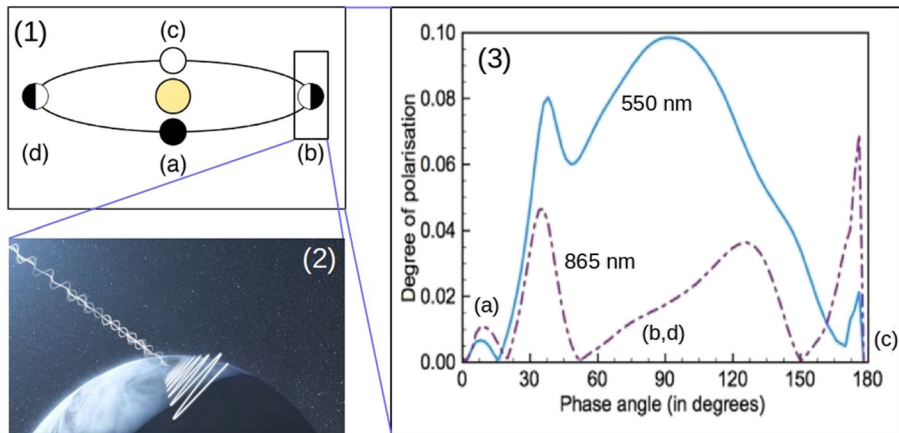 (1)
(c)
(d)
(a)
(b)
(2)
(3)
0.10
0.08
0.06
0.04
0.02
0.00
Degree of polarisation
550 nm
865 nm
(a)
(b,d)
(c)
0 30 60 90 120 150 180
Phase angle (in degrees)